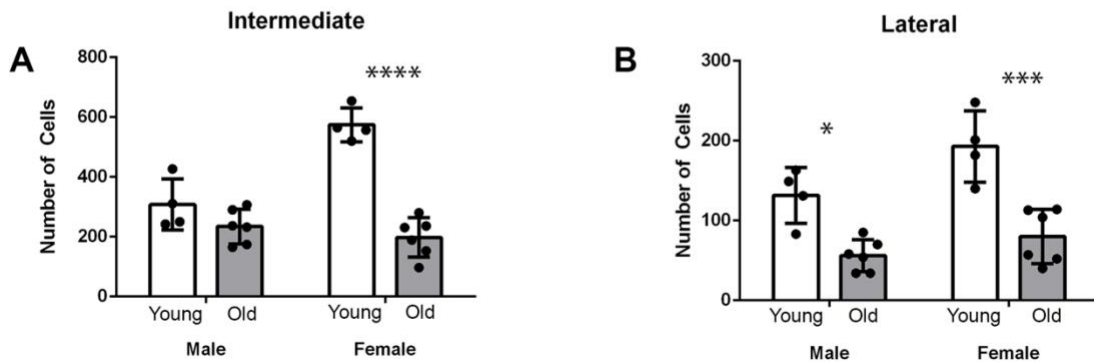 A
Intermediate
Number of Cells
800
600
400
200
0
****
Young Old Young Old
Male Female
B
Lateral
Number of Cells
300
200
100
0
*
***
Young Old Young Old
Male Female